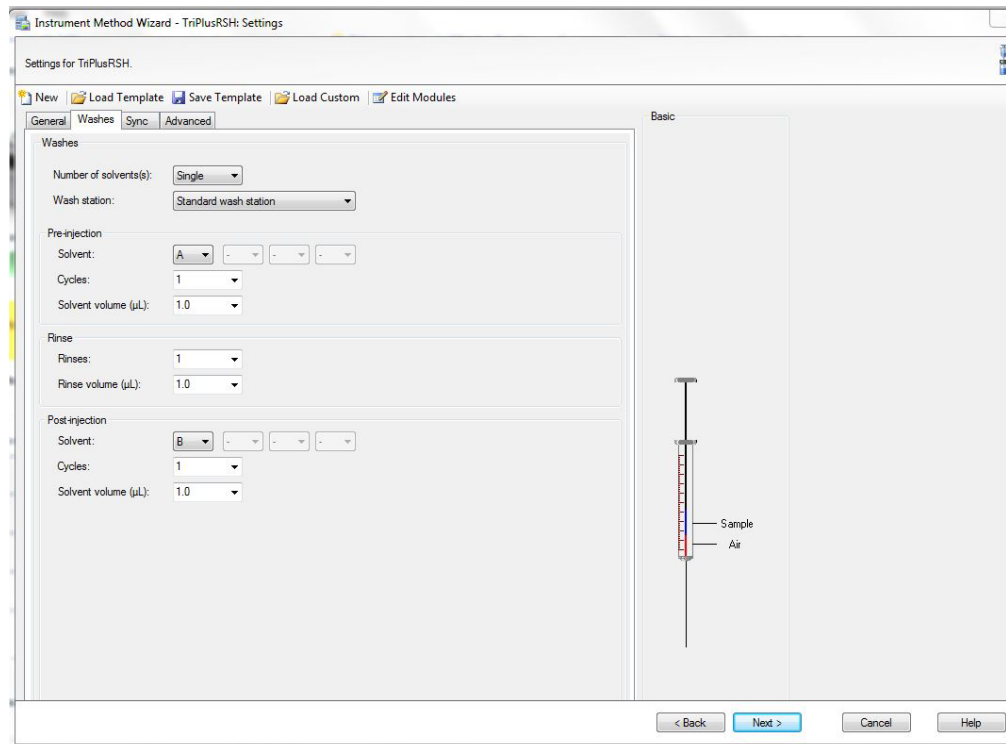 Instrument Method Wizard - TriPlusRSH: Settings
Settings for TriPlusRSH.
New Load Template Save Template Load Custom Edit Modules
General Washes Sync Advanced
Basic
Washes
Number of solvents(s): Single
Wash station: Standard wash station
Pre-injection
Solvent: A - - -
Cycles: 1
Solvent volume (µL): 1.0
Rinse
Rinses: 1
Rinse volume (µL): 1.0
Post-injection
Solvent: B - - -
Cycles: 1
Solvent volume (µL): 1.0
Sample
Air
< Back Next > Cancel Help